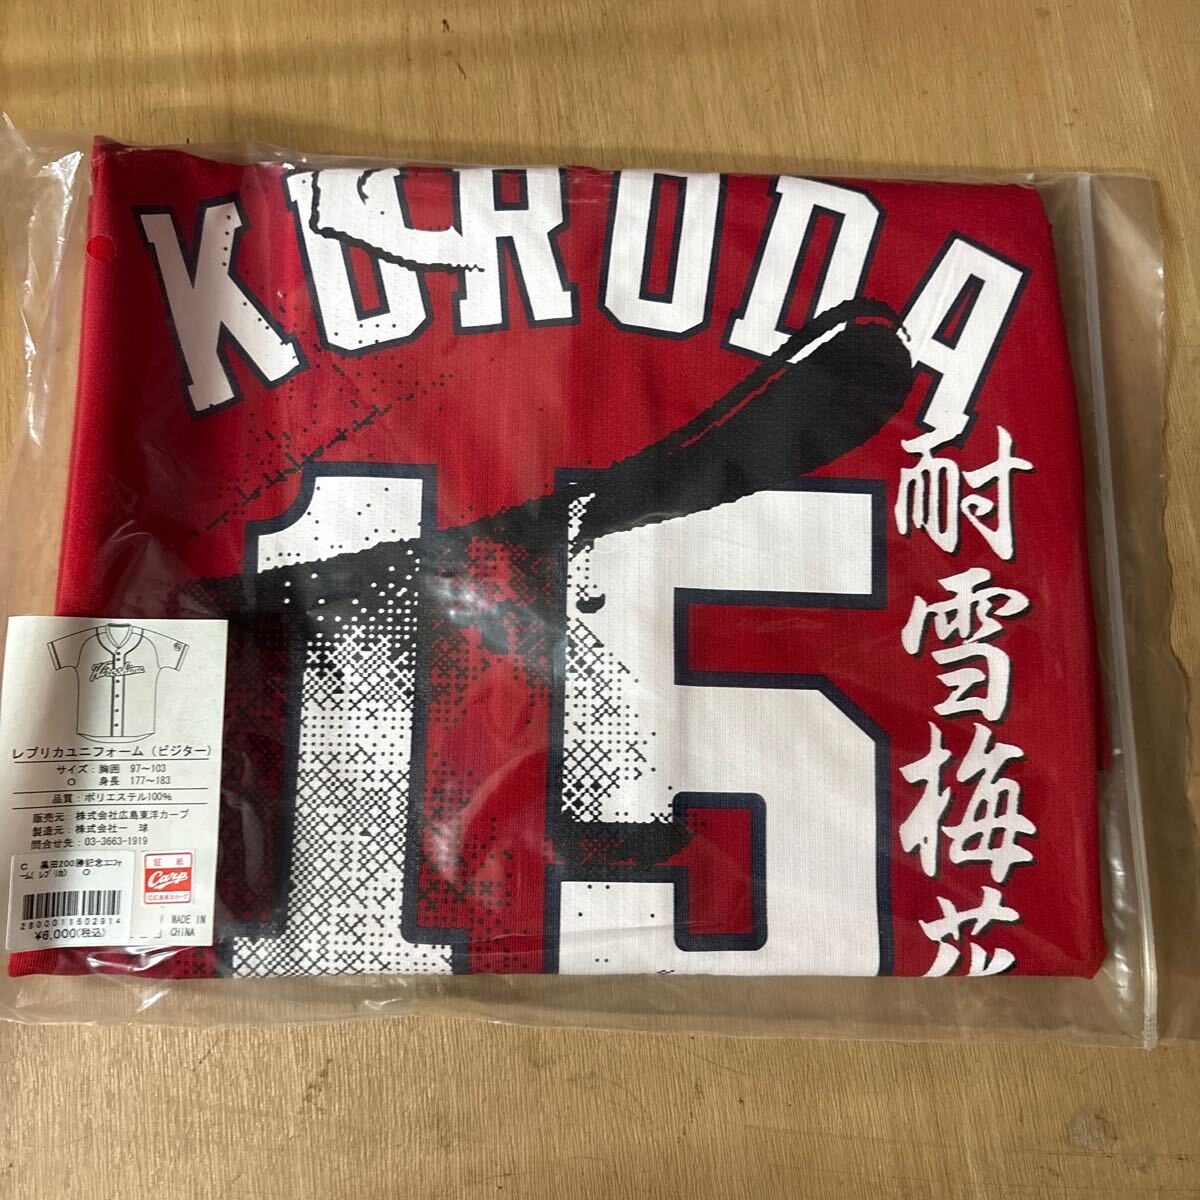 KURODA
15
耐雪梅花
Hiroshima
レプリカユニフォーム(ビジター)
サイズ:胸囲 97~103
O 身長 177~183
品質:ポリエステル100%
販売元:株式会社広島東洋カープ
製造元:株式会社一 球
問合せ先:03-3663-1919
C 黒田200勝記念ユニフォ
ーム( レプリカ) O
2800011602914
¥6,000(税込)
証 紙
Carp
MADE IN
CHINA